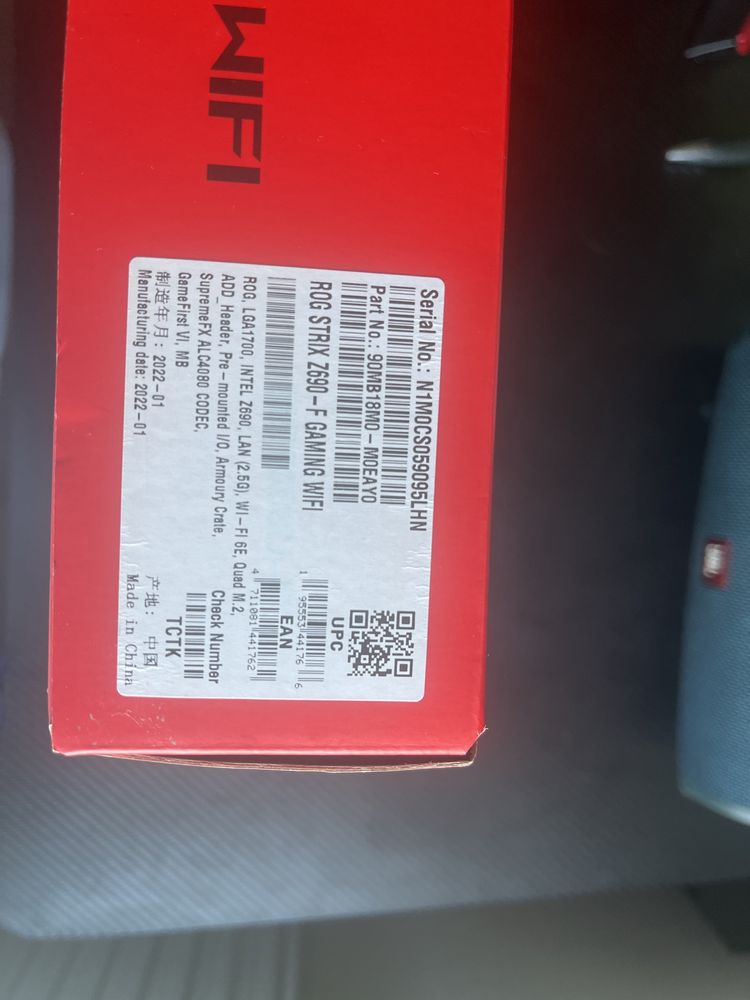 WIFI
Serial No.: N1M0CS059095LHN
Part No.: 90MB18M0-M0EAY0
ROG STRIX Z690-F GAMING WIFI
ROG, LGA1700, INTEL Z690, LAN (2.5G), WI-FI 6E, Quad M.2,
ADD_Header, Pre-mounted I/O, Armoury Crate,
SupremeFX ALC4080 CODEC,
GameFirst VI, MB
制造年月: 2022-01
Manufacturing date: 2022-01
UPC
1 95553 44176 6
EAN
4 711081 441762
Check Number
TCTK
产地: 中国
Made in China